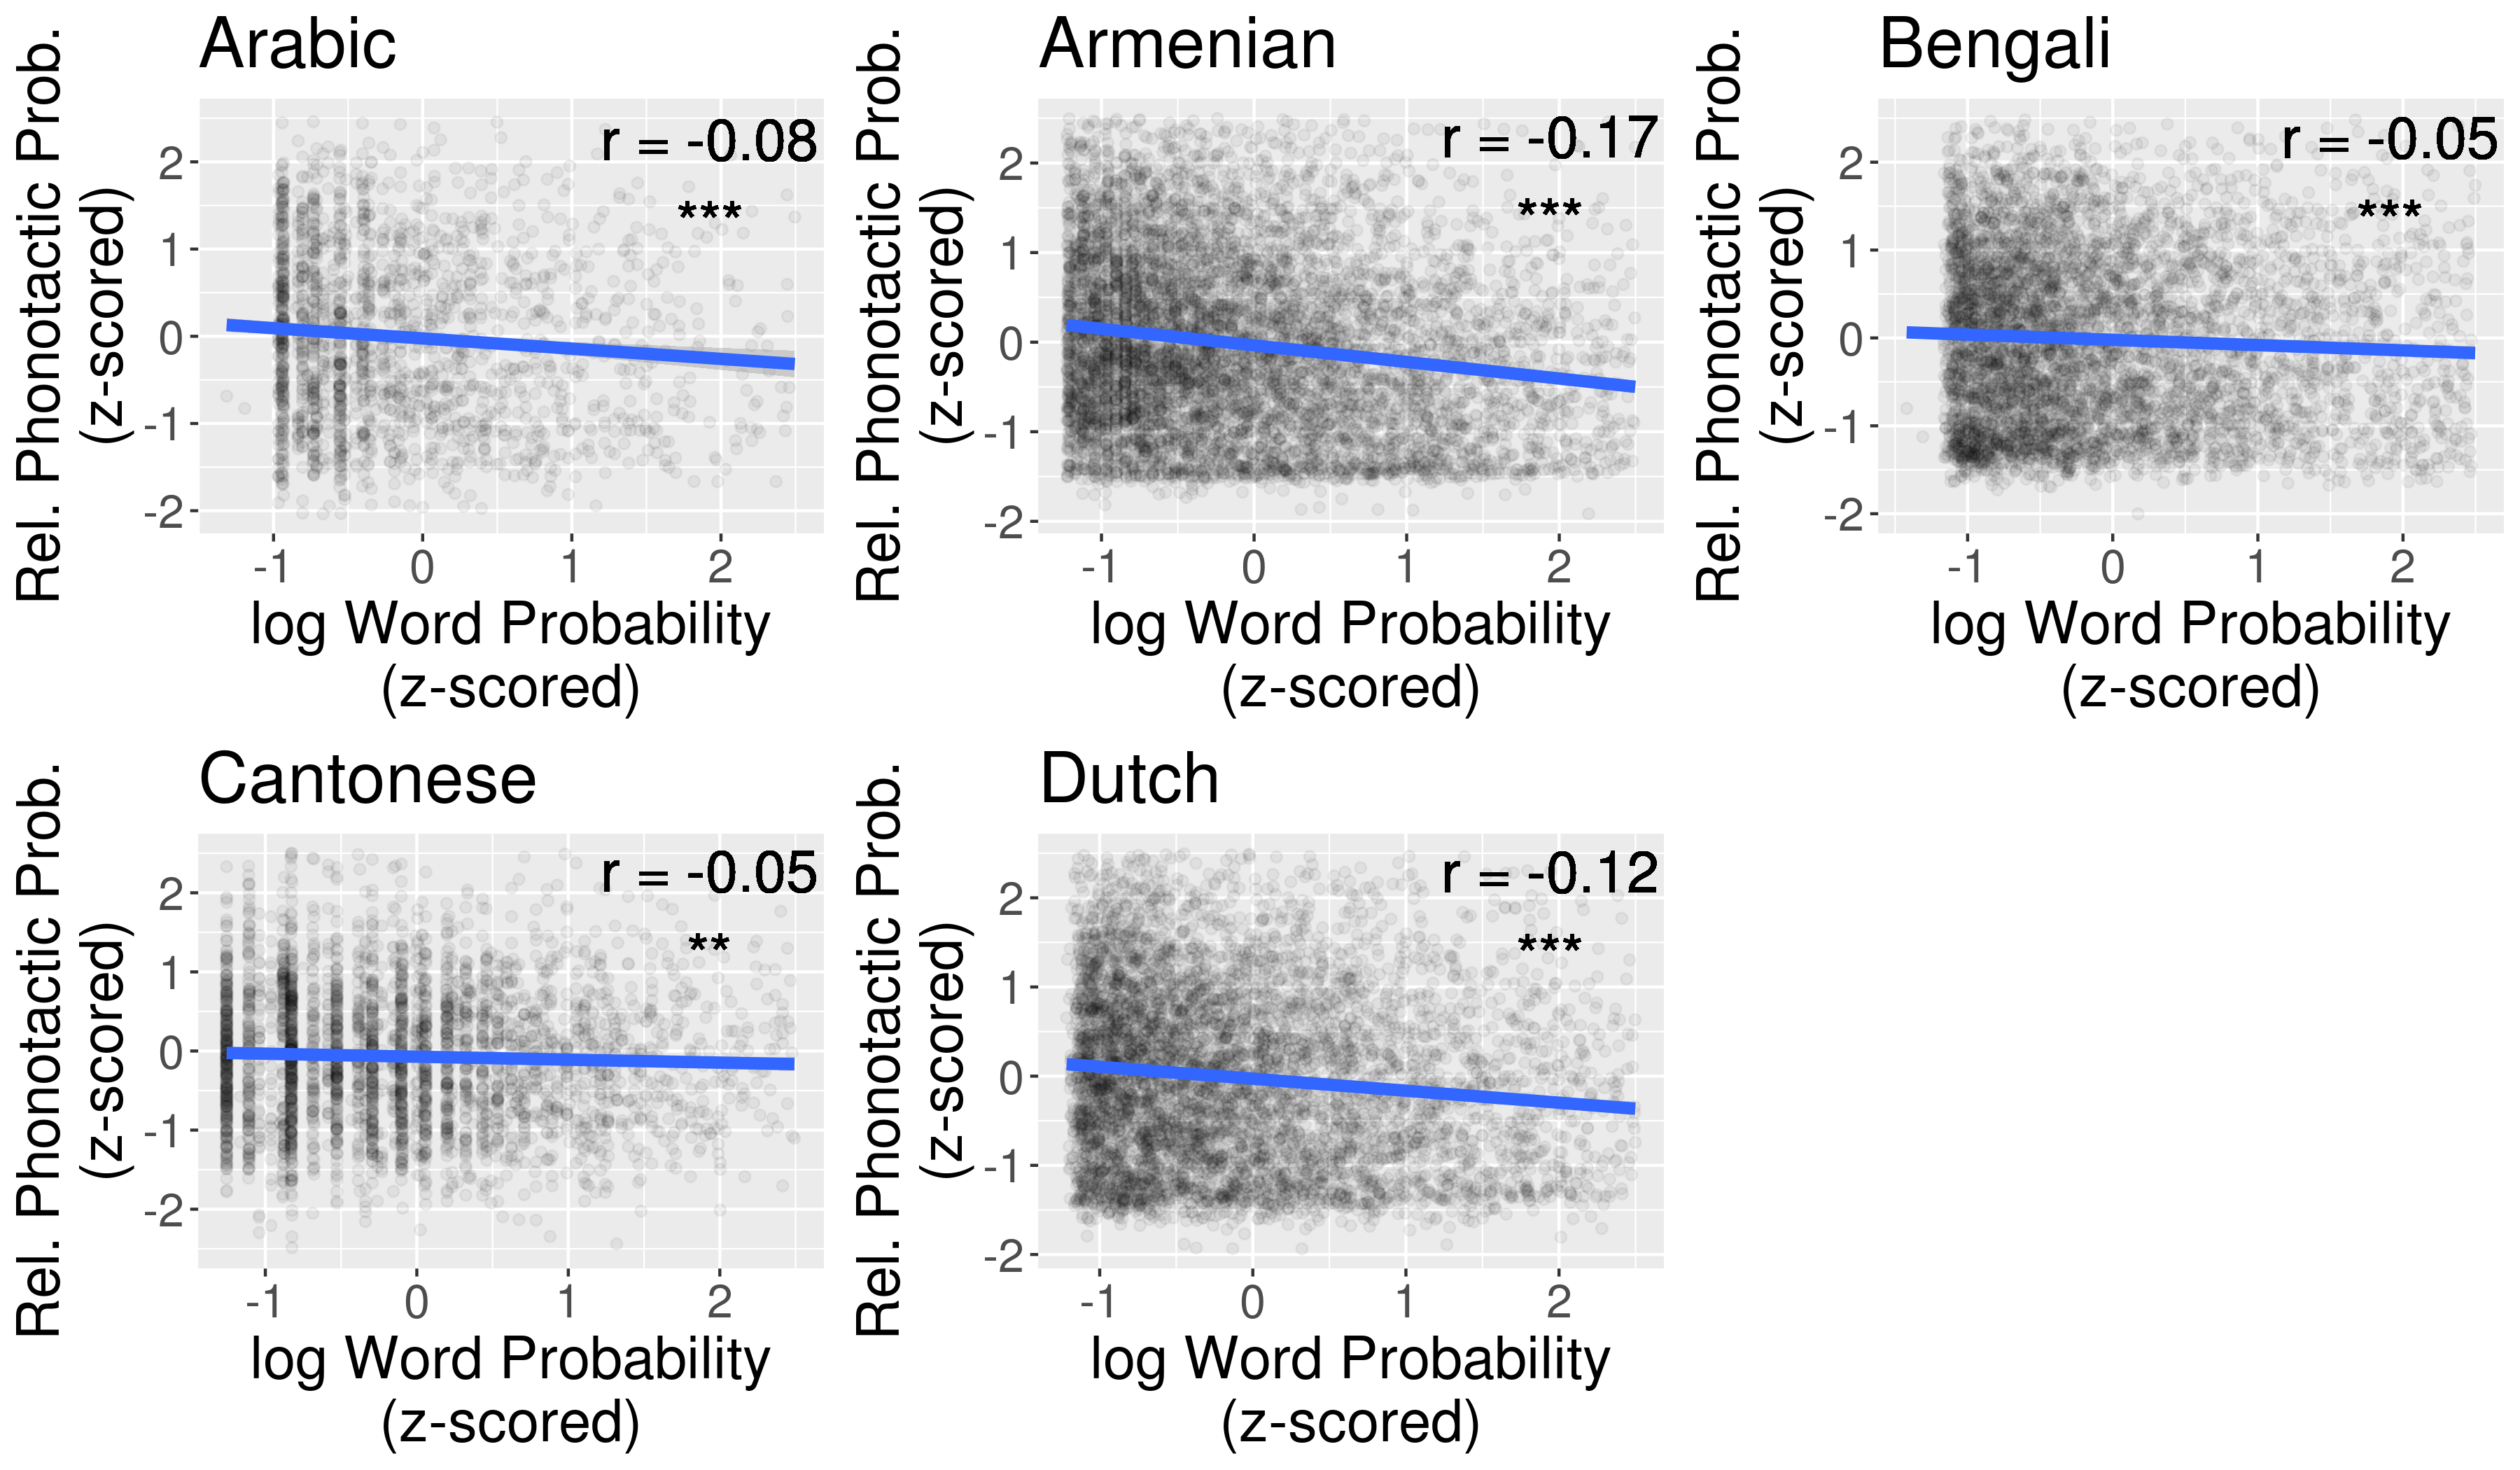 Arabic
Rel. Phonotactic Prob.
(z-scored)
r = -0.08
***
2
1
0
-1
-2
-1 0 1 2
log Word Probability
(z-scored)
Armenian
Rel. Phonotactic Prob.
(z-scored)
r = -0.17
***
2
1
0
-1
-2
-1 0 1 2
log Word Probability
(z-scored)
Bengali
Rel. Phonotactic Prob.
(z-scored)
r = -0.05
***
2
1
0
-1
-2
-1 0 1 2
log Word Probability
(z-scored)
Cantonese
Rel. Phonotactic Prob.
(z-scored)
r = -0.05
**
2
1
0
-1
-2
-1 0 1 2
log Word Probability
(z-scored)
Dutch
Rel. Phonotactic Prob.
(z-scored)
r = -0.12
***
2
1
0
-1
-2
-1 0 1 2
log Word Probability
(z-scored)